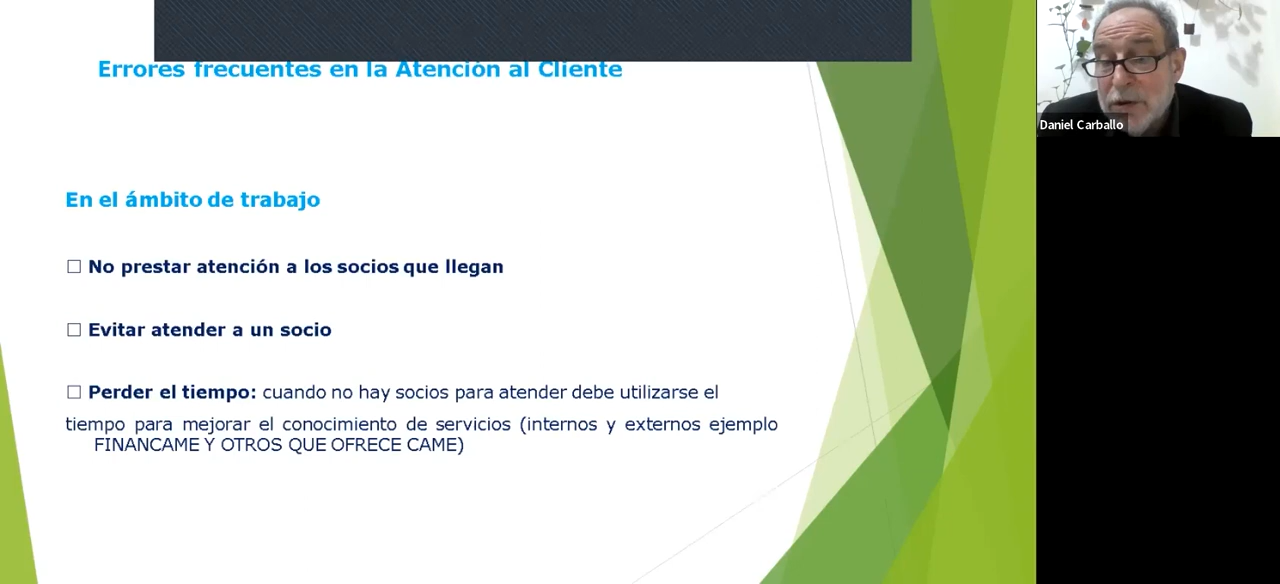 Errores frecuentes en la Atención al Cliente
Daniel Carballo
En el ámbito de trabajo
☐ No prestar atención a los socios que llegan
☐ Evitar atender a un socio
☐ Perder el tiempo: cuando no hay socios para atender debe utilizarse el
tiempo para mejorar el conocimiento de servicios (internos y externos ejemplo
FINANCAME Y OTROS QUE OFRECE CAME)